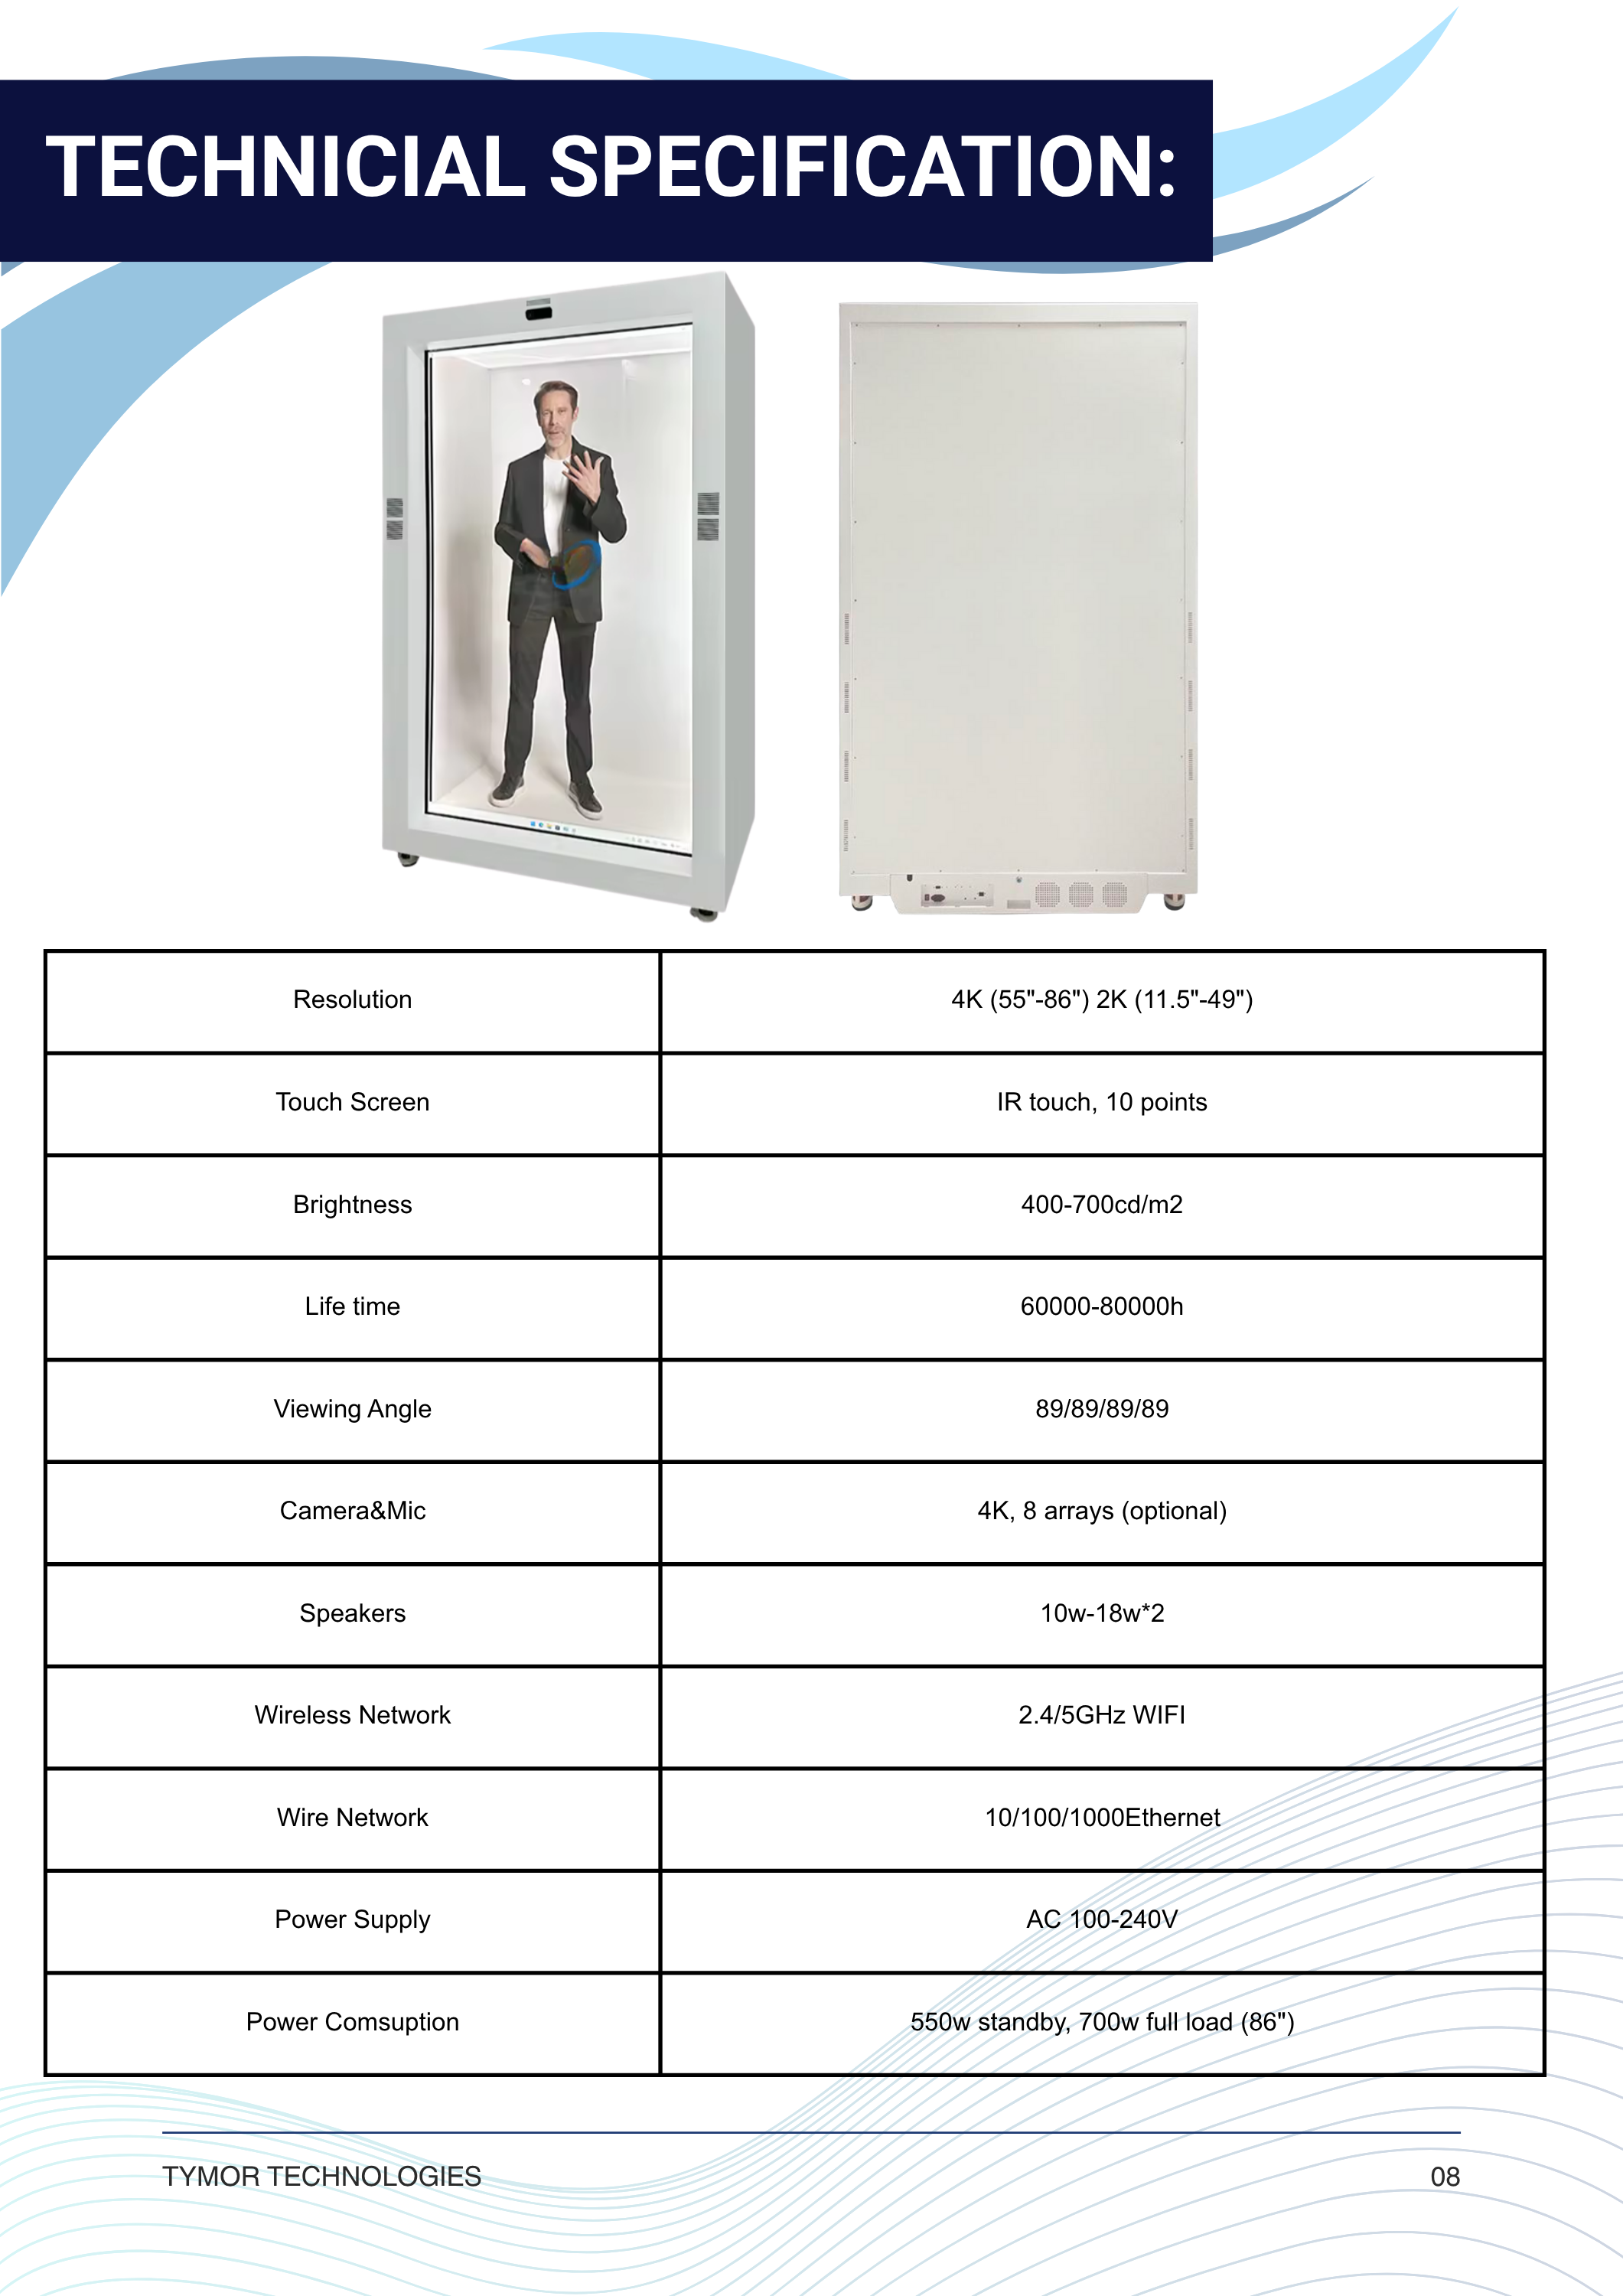 TECHNICIAL SPECIFICATION:
Resolution 4K (55"-86") 2K (11.5"-49")
Touch Screen IR touch, 10 points
Brightness 400-700cd/m2
Life time 60000-80000h
Viewing Angle 89/89/89/89
Camera&Mic 4K, 8 arrays (optional)
Speakers 10w-18w*2
Wireless Network 2.4/5GHz WIFI
Wire Network 10/100/1000Ethernet
Power Supply AC 100-240V
Power Comsuption 550w standby, 700w full load (86")
TYMOR TECHNOLOGIES 08